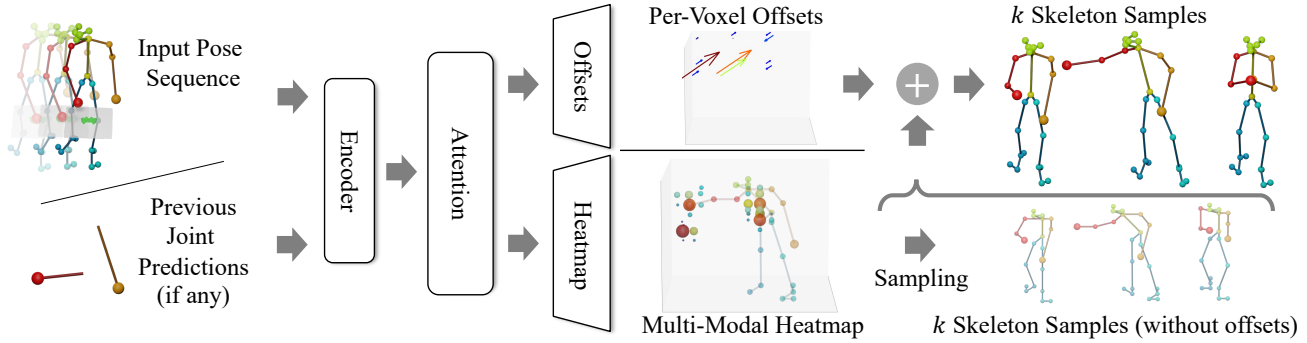 Input Pose
Sequence
Previous
Joint
Predictions
(if any)
Encoder
Attention
Offsets
Heatmap
Per-Voxel Offsets
Multi-Modal Heatmap
k Skeleton Samples
+
Sampling
k Skeleton Samples (without offsets)